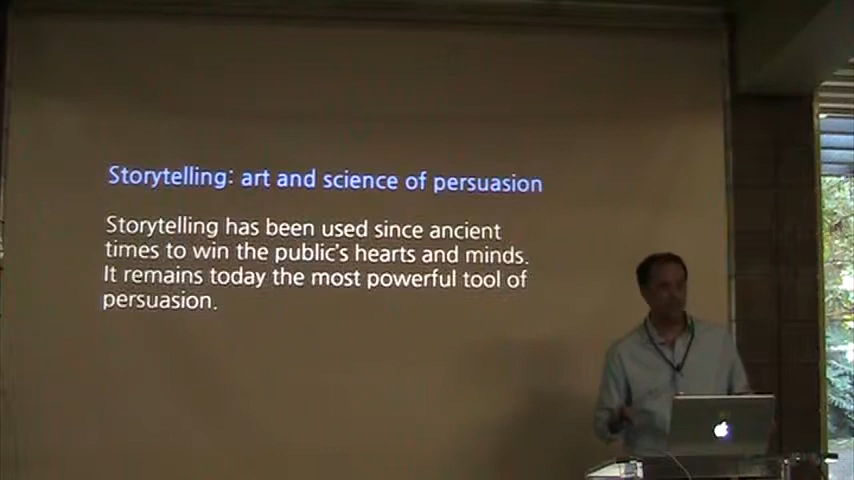 Storytelling: art and science of persuasion
Storytelling has been used since ancient
times to win the public's hearts and minds.
It remains today the most powerful tool of
persuasion.